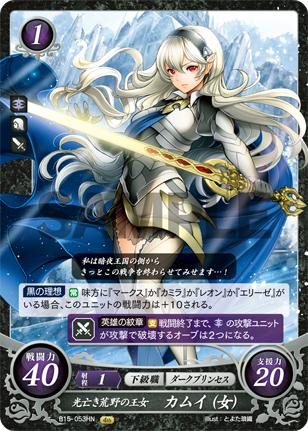 1
私は暗夜王国の側から
きっとこの戦争を終わらせてみせます…!
黒の理想 常 味方に『マークス』か『カミラ』か『レオン』か『エリーゼ』が
いる場合、このユニットの戦闘力は+10される。
英雄の紋章 支 戦闘終了まで、の攻撃ユニット
が攻撃で破壊するオーブは2つになる。
戦闘力
40
射程 1 下級職 ダークプリンセス
支援力
20
光亡き荒野の王女 カムイ(女)
B15-053HN
Illust:とよた瑣織